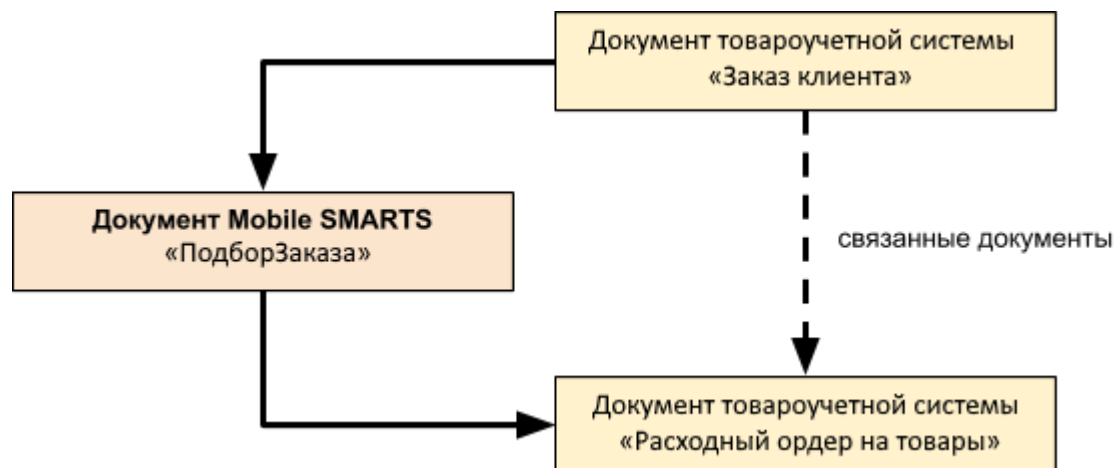 Документ товароучетной системы
«Заказ клиента»
Документ Mobile SMARTS
«ПодборЗаказа»
связанные документы
Документ товароучетной системы
«Расходный ордер на товары»